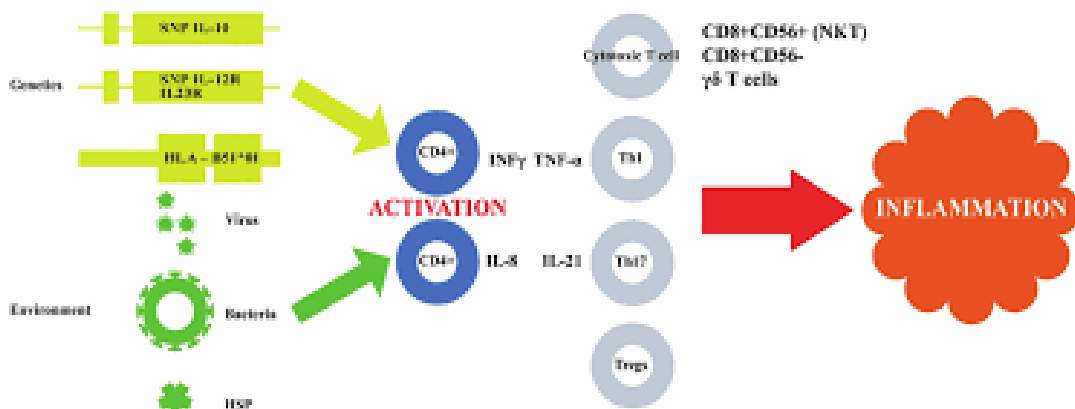 SNP IL-10
Genetics
SNP IL-12B
IL23R
HLA - B51*01
Virus
Environment
Bacteria
HSP
CD4+
ACTIVATION
CD4+
INFγ TNF-α
IL-8 IL-21
Cytotoxic T cell
Th1
Th17
Tregs
CD8+CD56+ (NKT)
CD8+CD56-
γδ T cells
INFLAMMATION